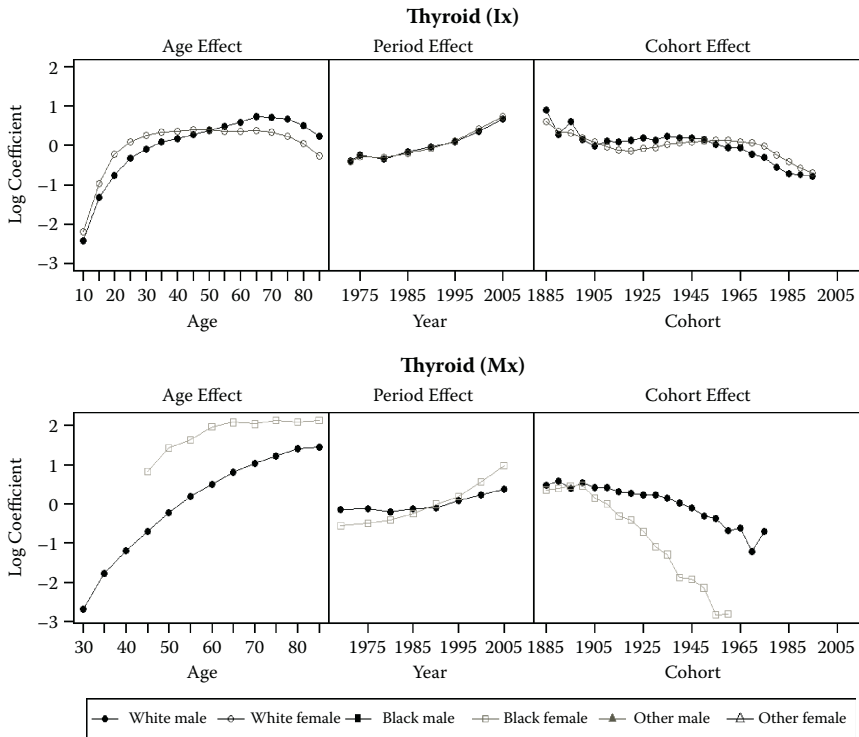 Thyroid (Ix)
Age Effect Period Effect Cohort Effect
Log Coefficient
2
1
0
−1
−2
−3
10 20 30 40 50 60 70 80 1975 1985 1995 2005 1885 1905 1925 1945 1965 1985 2005
Age Year Cohort
Thyroid (Mx)
Age Effect Period Effect Cohort Effect
Log Coefficient
2
1
0
−1
−2
−3
30 40 50 60 70 80 1975 1985 1995 2005 1885 1905 1925 1945 1965 1985 2005
Age Year Cohort
White male White female Black male Black female Other male Other female